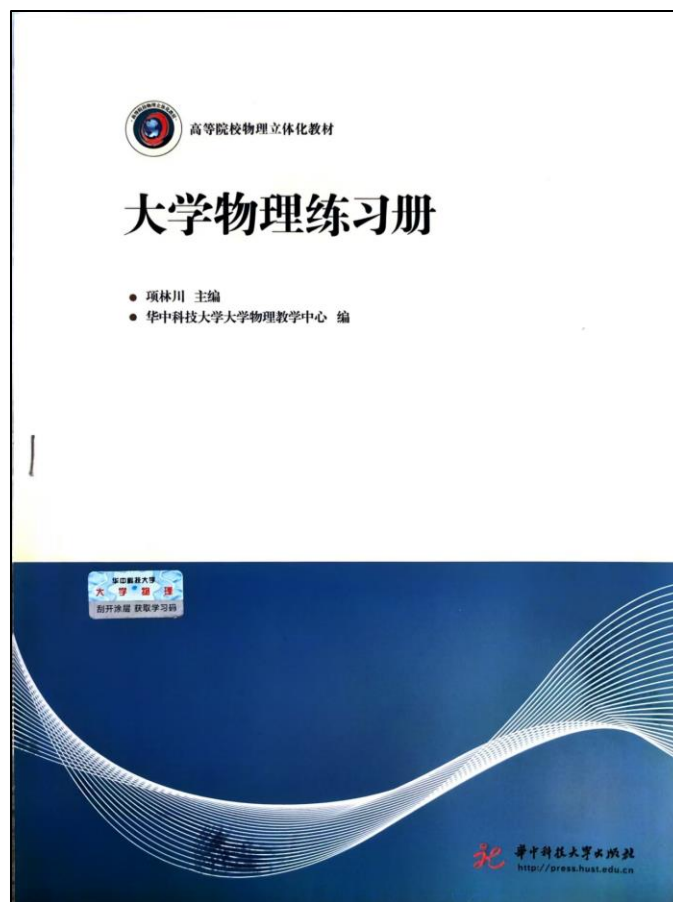 高等院校物理立体化教材
大学物理练习册
● 项林川 主编
● 华中科技大学大学物理教学中心 编
华中科技大学
大学物理
刮开涂层 获取学习码
华中科技大学出版社
http://press.hust.edu.cn